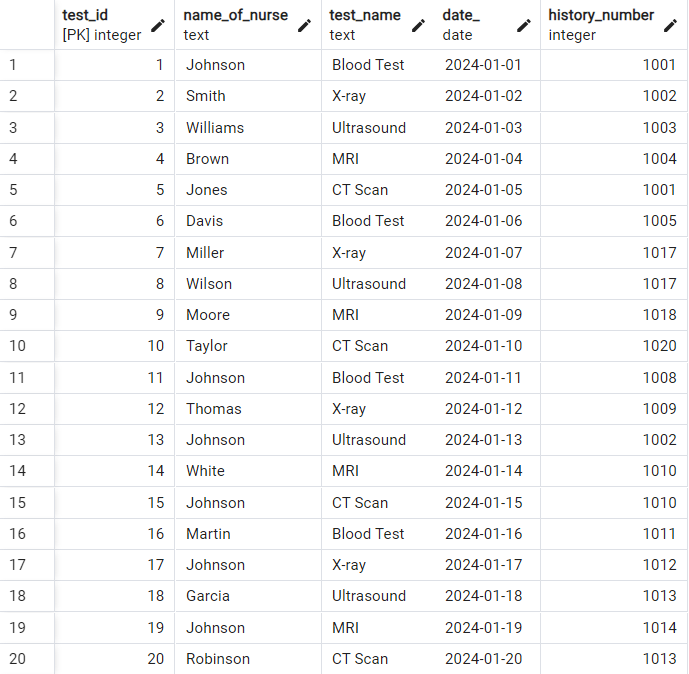 test_id name_of_nurse test_name date_ history_number
[PK] integer text text date integer
1 1 Johnson Blood Test 2024-01-01 1001
2 2 Smith X-ray 2024-01-02 1002
3 3 Williams Ultrasound 2024-01-03 1003
4 4 Brown MRI 2024-01-04 1004
5 5 Jones CT Scan 2024-01-05 1001
6 6 Davis Blood Test 2024-01-06 1005
7 7 Miller X-ray 2024-01-07 1017
8 8 Wilson Ultrasound 2024-01-08 1017
9 9 Moore MRI 2024-01-09 1018
10 10 Taylor CT Scan 2024-01-10 1020
11 11 Johnson Blood Test 2024-01-11 1008
12 12 Thomas X-ray 2024-01-12 1009
13 13 Johnson Ultrasound 2024-01-13 1002
14 14 White MRI 2024-01-14 1010
15 15 Johnson CT Scan 2024-01-15 1010
16 16 Martin Blood Test 2024-01-16 1011
17 17 Johnson X-ray 2024-01-17 1012
18 18 Garcia Ultrasound 2024-01-18 1013
19 19 Johnson MRI 2024-01-19 1014
20 20 Robinson CT Scan 2024-01-20 1013